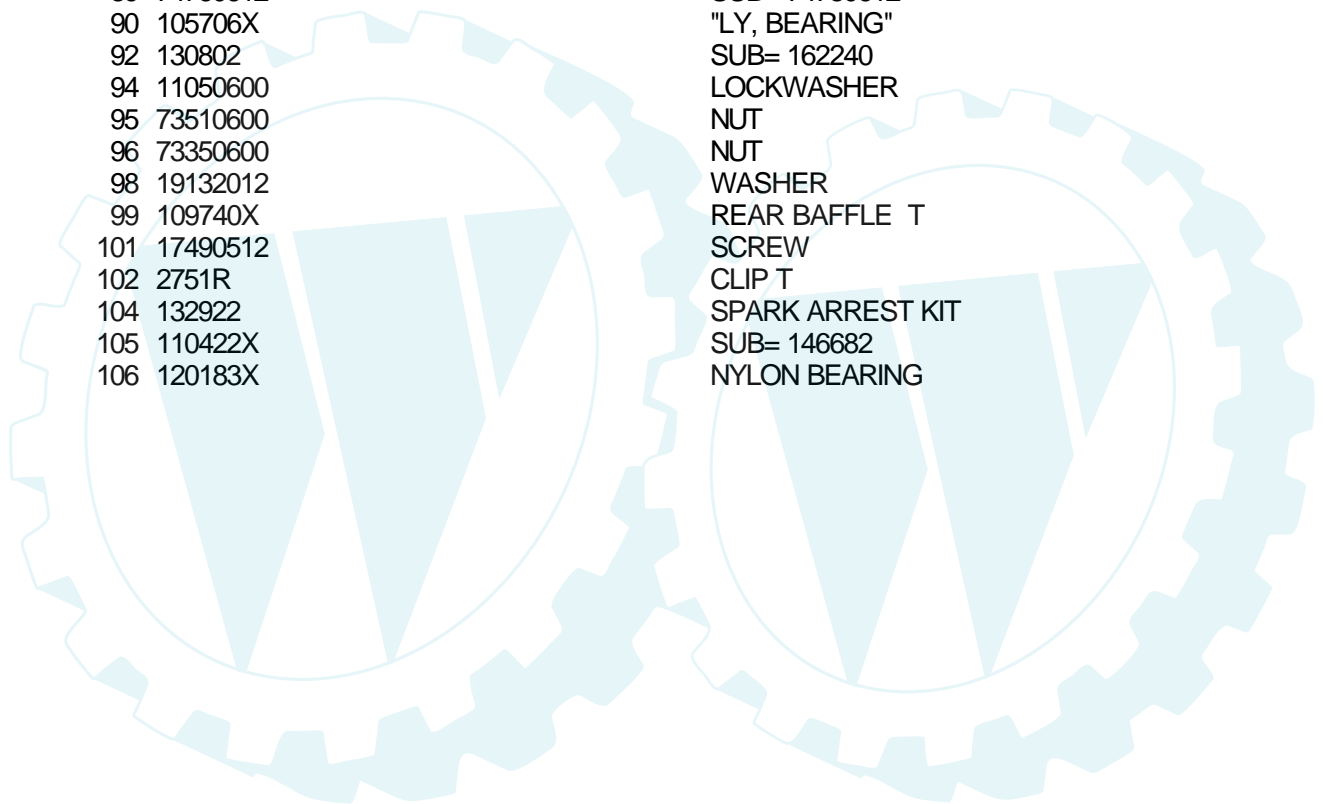 90 105706X "LY, BEARING"
92 130802 SUB= 162240
94 11050600 LOCKWASHER
95 73510600 NUT
96 73350600 NUT
98 19132012 WASHER
99 109740X REAR BAFFLE T
101 17490512 SCREW
102 2751R CLIP T
104 132922 SPARK ARREST KIT
105 110422X SUB= 146682
106 120183X NYLON BEARING